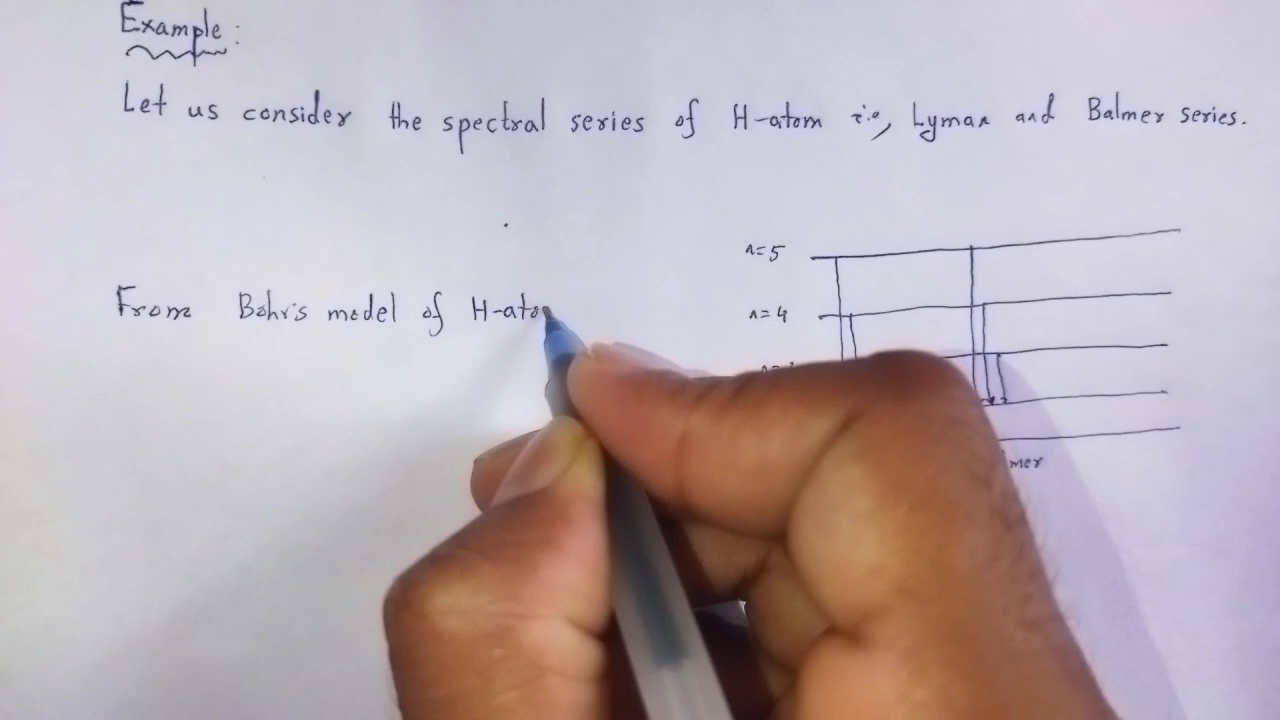 Example:
Let us consider the spectral series of H-atom i.e, Lyman and Balmer series.
n=5
From Bohr's model of H-ato
n=4
mer